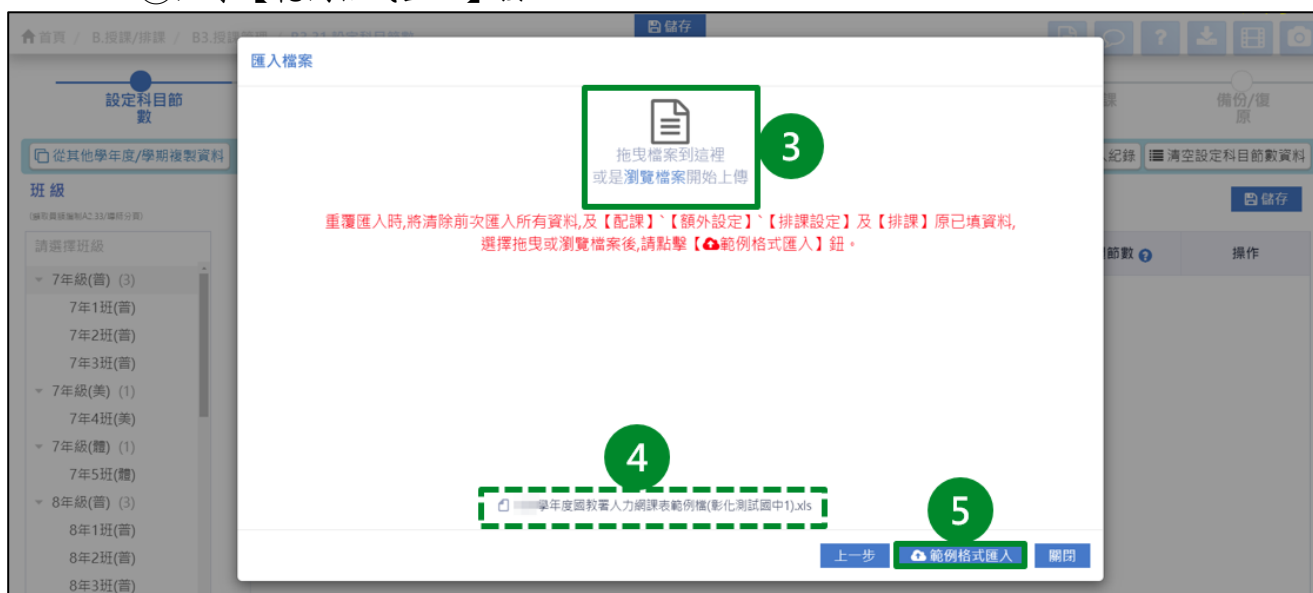 儲存
首頁 / B.授課/排課 / B3.授
匯入檔案
設定科目節
數
課
備份/復
原
3
拖曳檔案到這裡
或是瀏覽檔案開始上傳
從其他學年度/學期複製資料
紀錄
清空設定科目節數資料
班級
儲存
重覆匯入時,將清除前次匯入所有資料,及【配課】、【額外設定】、【排課設定】及【排課】原已填資料,
選擇拖曳或瀏覽檔案後,請點擊【範例格式匯入】鈕。
請選擇班級
節數 ?
操作
7年級(普) (3)
7年1班(普)
7年2班(普)
7年3班(普)
7年級(美) (1)
7年4班(美)
7年級(體) (1)
7年5班(體)
8年級(普) (3)
8年1班(普)
8年2班(普)
8年3班(普)
4
學年度國教署人力網課表範例檔(彰化測試國中1).xls
5
上一步
範例格式匯入
關閉